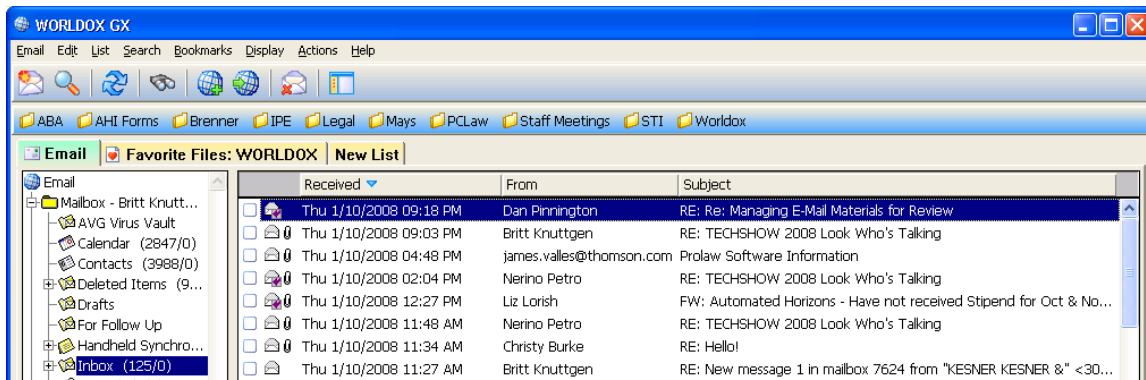 WORLDOX GX
Email Edit List Search Bookmarks Display Actions Help
ABA AHI Forms Brenner IPE Legal Mays PCLaw Staff Meetings STI Worldox
Email Favorite Files: WORLDOX New List
Email
Mailbox - Britt Knutt...
AVG Virus Vault
Calendar (2847/0)
Contacts (3988/0)
Deleted Items (9...
Drafts
For Follow Up
Handheld Synchro...
Inbox (125/0)
Received From Subject
Thu 1/10/2008 09:18 PM Dan Pinnington RE: Re: Managing E-Mail Materials for Review
Thu 1/10/2008 09:03 PM Britt Knuttgen RE: TECHSHOW 2008 Look Who's Talking
Thu 1/10/2008 04:48 PM james.valles@thomson.com Prolaw Software Information
Thu 1/10/2008 02:04 PM Nerino Petro RE: TECHSHOW 2008 Look Who's Talking
Thu 1/10/2008 12:27 PM Liz Lorish FW: Automated Horizons - Have not received Stipend for Oct & No...
Thu 1/10/2008 11:48 AM Nerino Petro RE: TECHSHOW 2008 Look Who's Talking
Thu 1/10/2008 11:34 AM Christy Burke RE: Hello!
Thu 1/10/2008 11:27 AM Britt Knuttgen RE: New message 1 in mailbox 7624 from "KESNER KESNER &" <30...